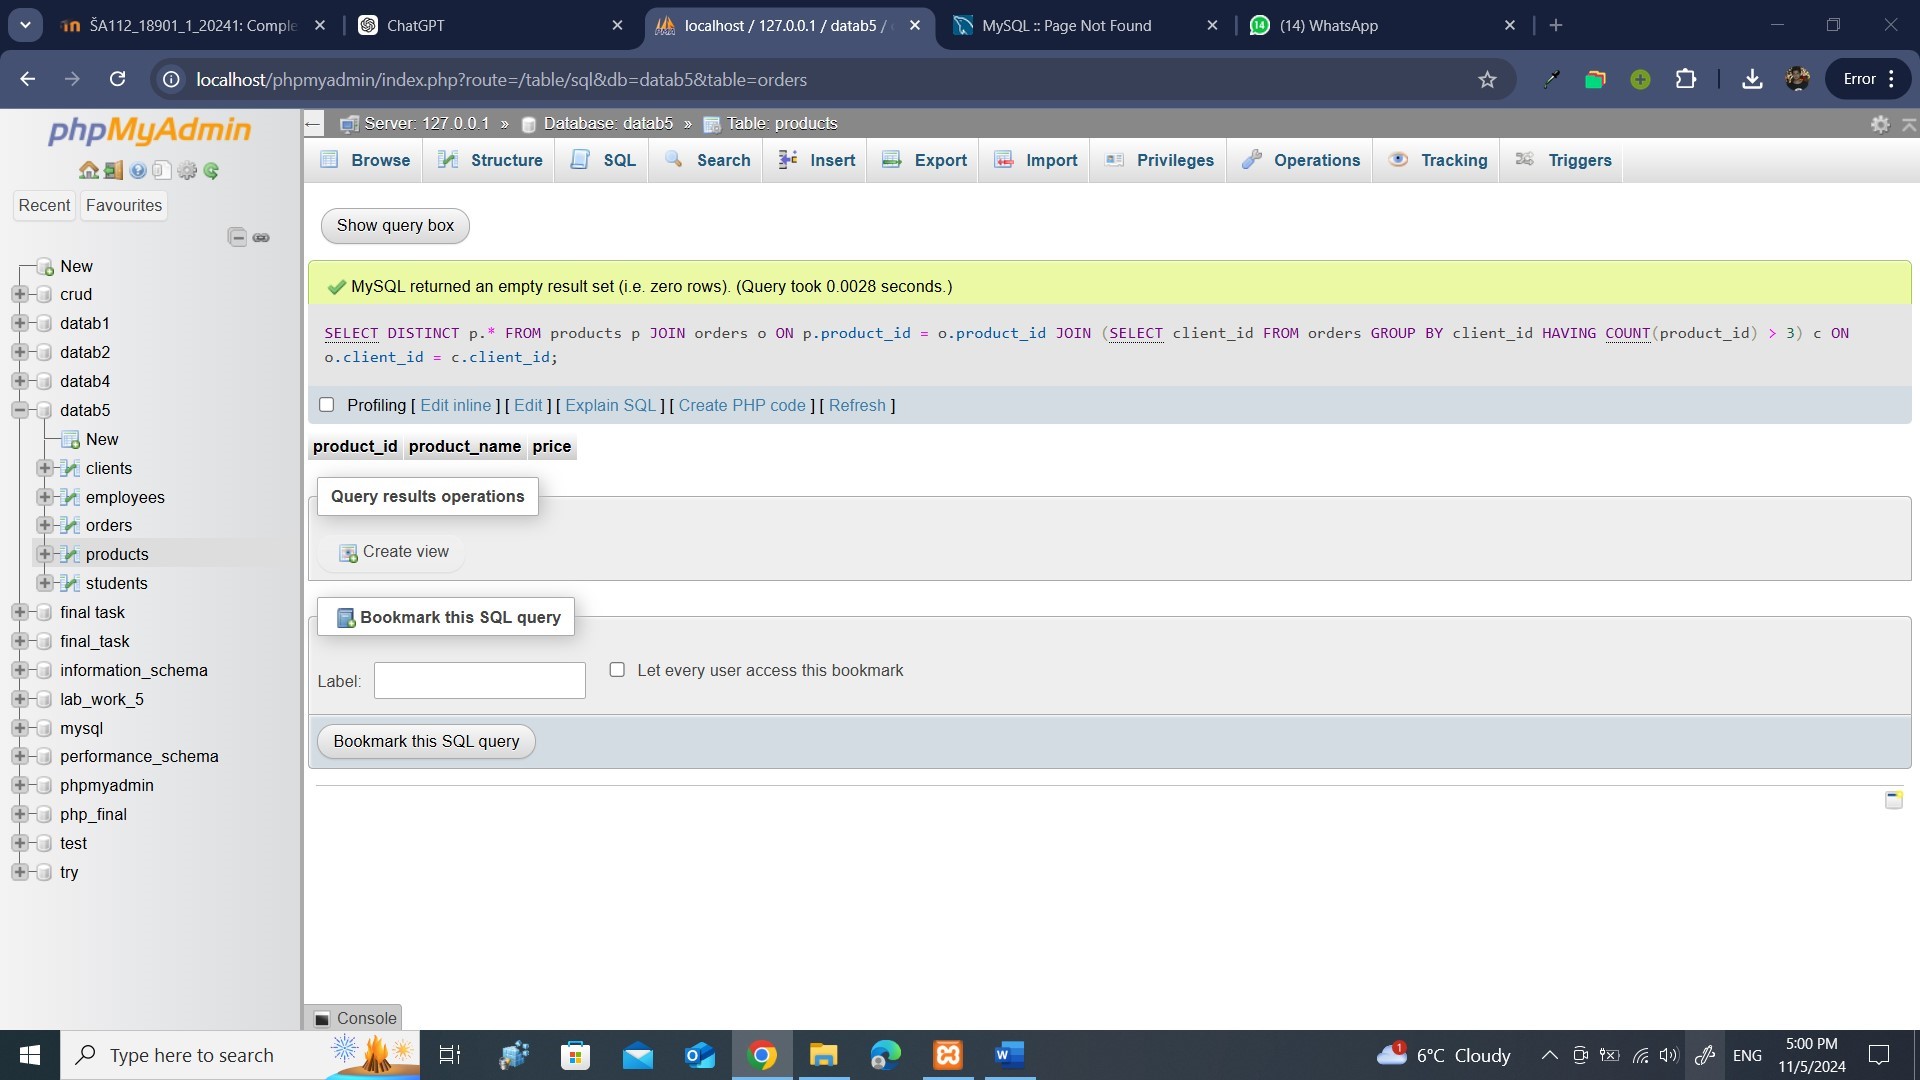 ŠA112_18901_1_20241: Comple
ChatGPT
localhost / 127.0.0.1 / datab5 /
MySQL :: Page Not Found
14
(14) WhatsApp
localhost/phpmyadmin/index.php?route=/table/sql&db=datab5&table=orders
Error
phpMyAdmin
Recent
Favourites
New
crud
datab1
datab2
datab4
datab5
New
clients
employees
orders
products
students
final task
final_task
information_schema
lab_work_5
mysql
performance_schema
phpmyadmin
php_final
test
try
Server: 127.0.0.1 » Database: datab5 » Table: products
Browse
Structure
SQL
Search
Insert
Export
Import
Privileges
Operations
Tracking
Triggers
Show query box
MySQL returned an empty result set (i.e. zero rows). (Query took 0.0028 seconds.)
SELECT DISTINCT p.* FROM products p JOIN orders o ON p.product_id = o.product_id JOIN (SELECT client_id FROM orders GROUP BY client_id HAVING COUNT(product_id) > 3) c ON
o.client_id = c.client_id;
Profiling [ Edit inline ] [ Edit ] [ Explain SQL ] [ Create PHP code ] [ Refresh ]
product_id product_name price
Query results operations
Create view
Bookmark this SQL query
Label:
Let every user access this bookmark
Bookmark this SQL query
Console
Type here to search
1
6°C Cloudy
ENG
5:00 PM
11/5/2024